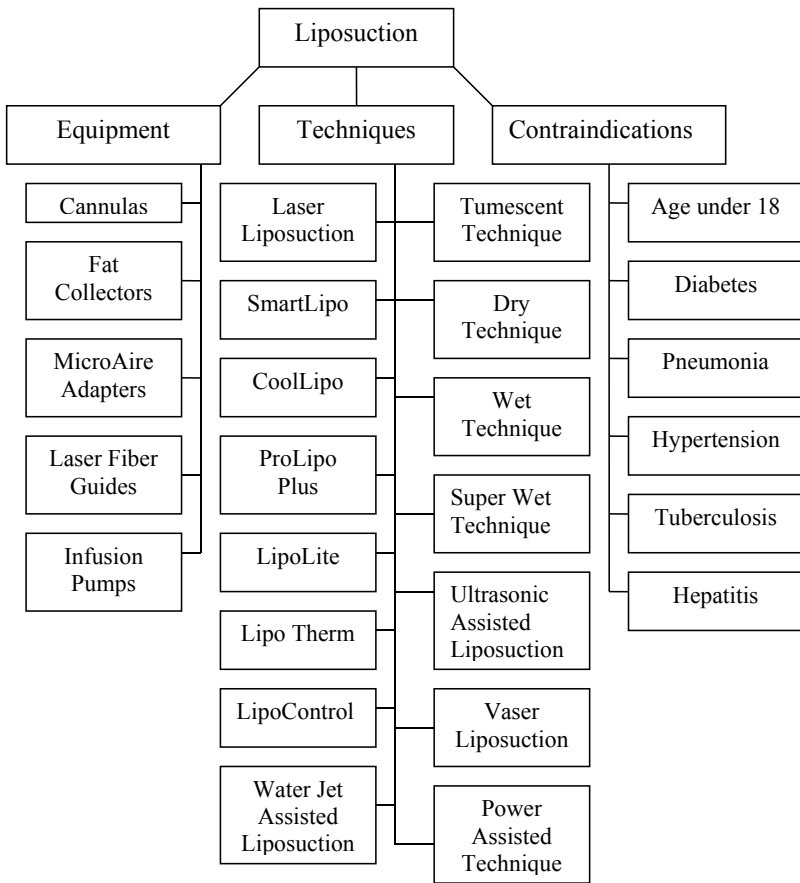 Liposuction
Equipment
Techniques
Contraindications
Cannulas
Fat
Collectors
MicroAire
Adapters
Laser Fiber
Guides
Infusion
Pumps
Laser
Liposuction
SmartLipo
CoolLipo
ProLipo
Plus
LipoLite
Lipo Therm
LipoControl
Water Jet
Assisted
Liposuction
Tumescent
Technique
Dry
Technique
Wet
Technique
Super Wet
Technique
Ultrasonic
Assisted
Liposuction
Vaser
Liposuction
Power
Assisted
Technique
Age under 18
Diabetes
Pneumonia
Hypertension
Tuberculosis
Hepatitis